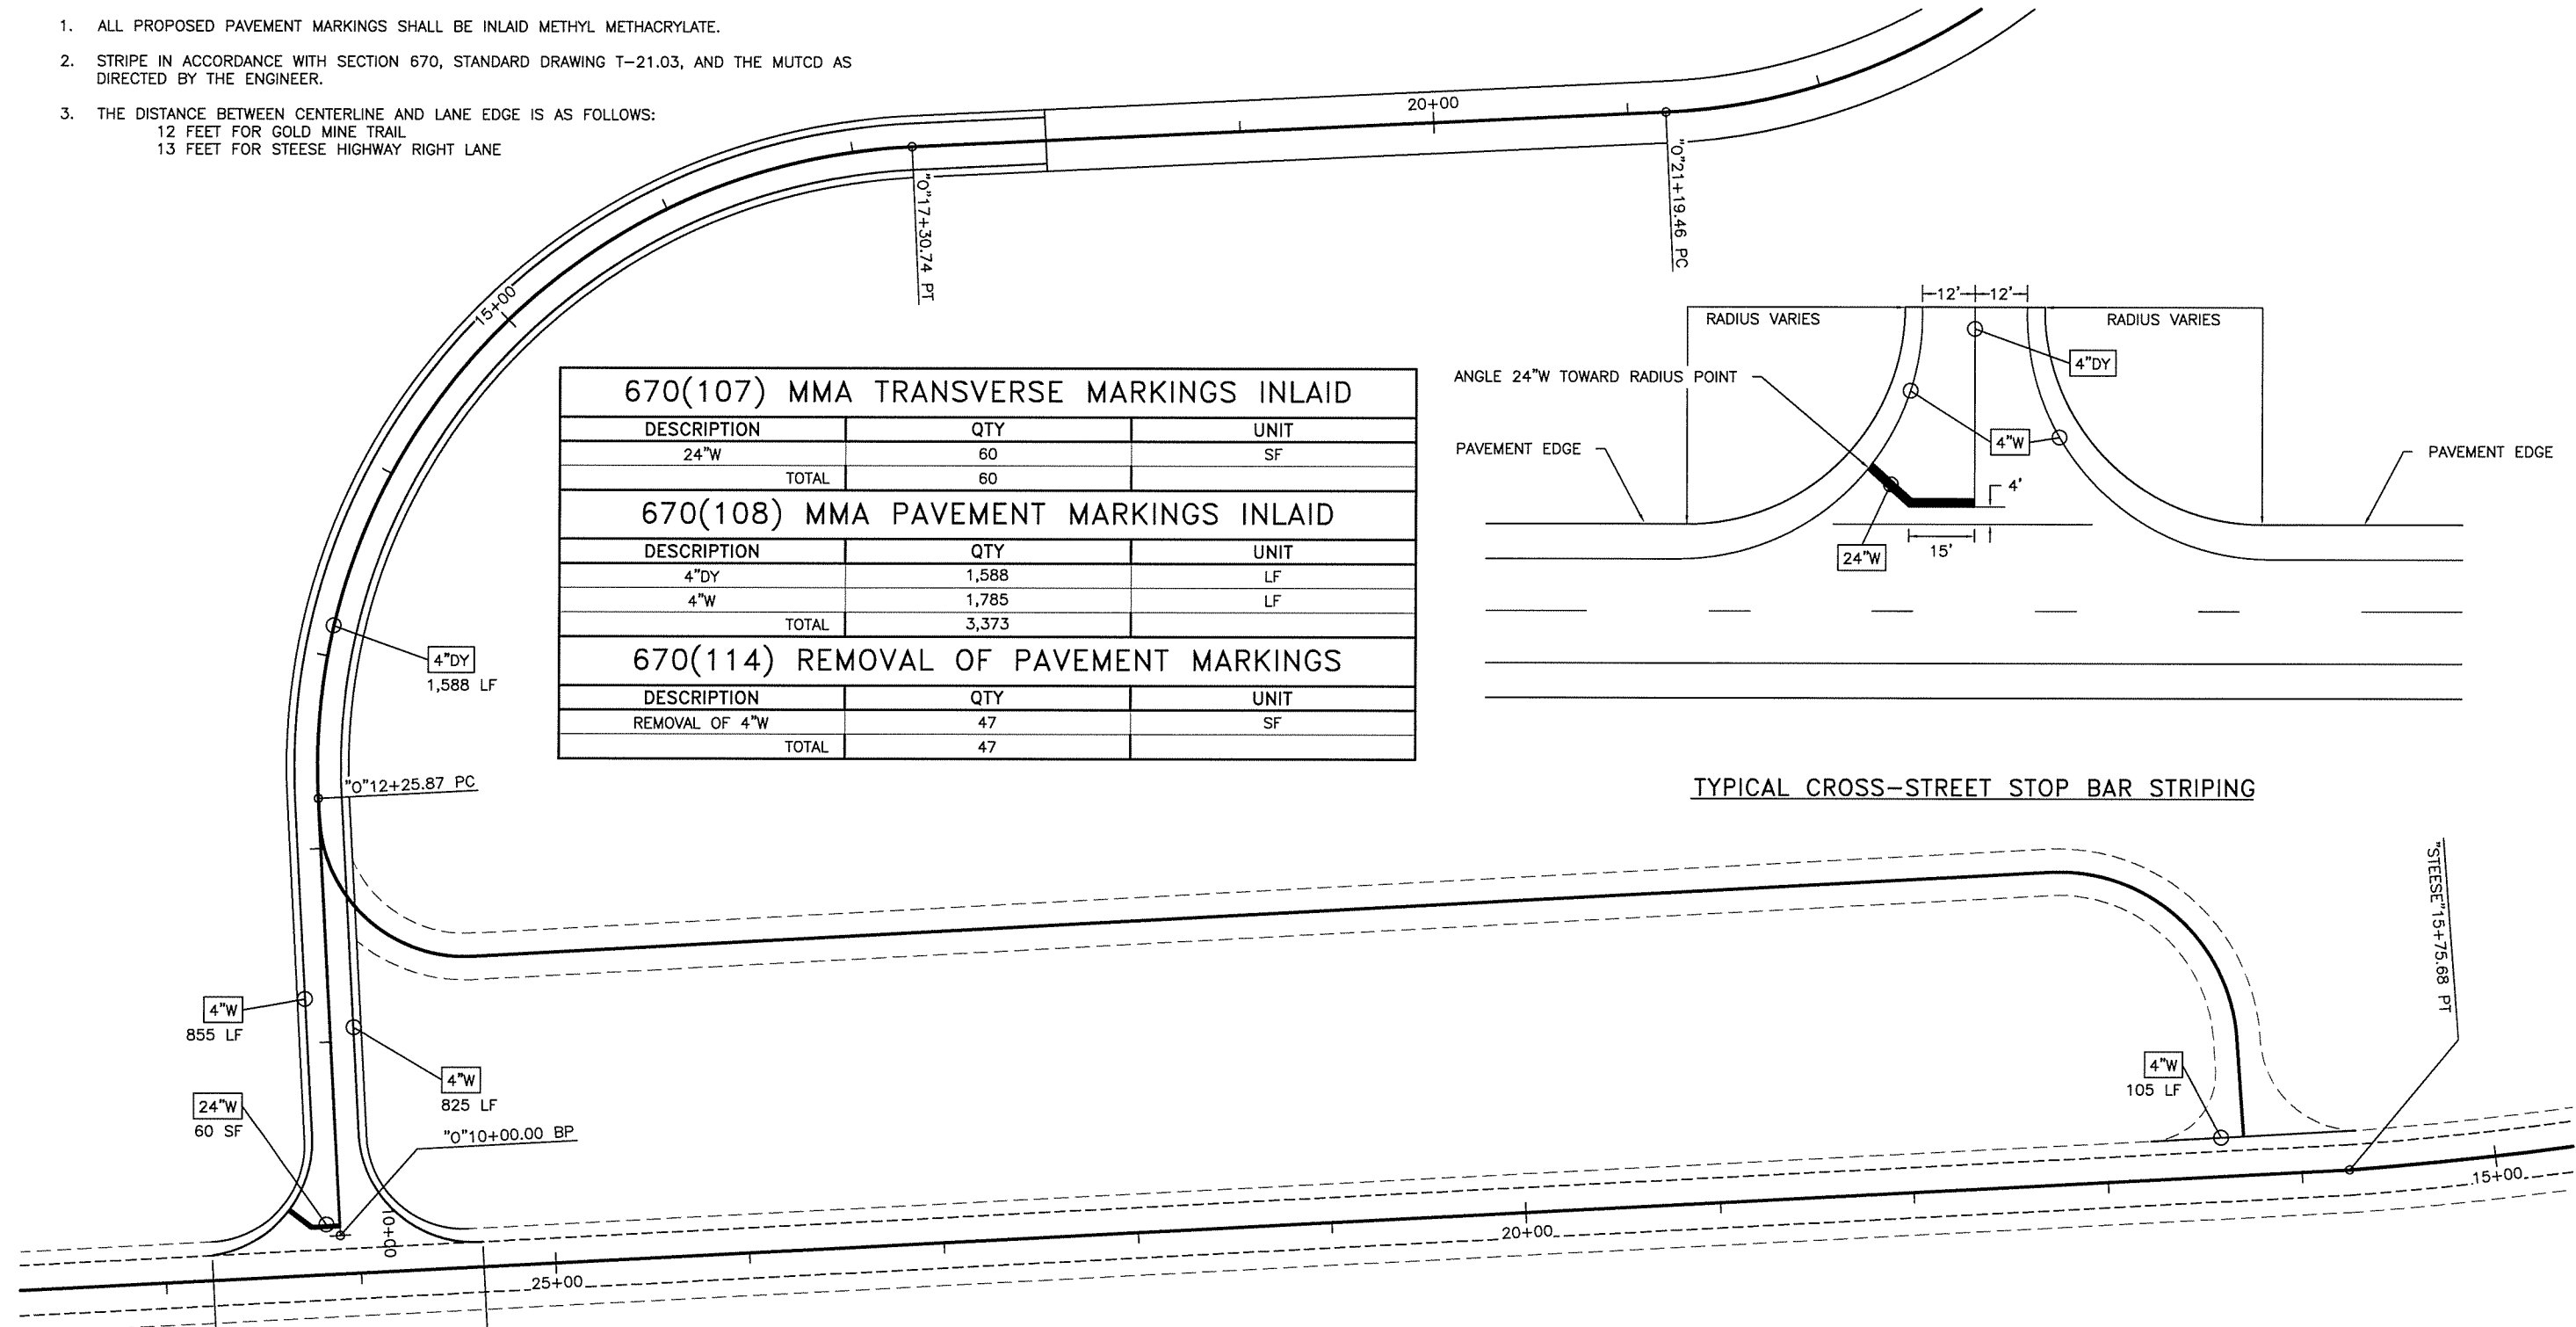 1. ALL PROPOSED PAVEMENT MARKINGS SHALL BE INLAID METHYL METHACRYLATE.
2. STRIPE IN ACCORDANCE WITH SECTION 670, STANDARD DRAWING T-21.03, AND THE MUTCD AS
DIRECTED BY THE ENGINEER.
3. THE DISTANCE BETWEEN CENTERLINE AND LANE EDGE IS AS FOLLOWS:
12 FEET FOR GOLD MINE TRAIL
13 FEET FOR STEESE HIGHWAY RIGHT LANE
20+00
"O"17+30.74 PT
"O"21+19.46 PC
15+00
670(107) MMA TRANSVERSE MARKINGS INLAID
DESCRIPTION QTY UNIT
24"W 60 SF
TOTAL 60
670(108) MMA PAVEMENT MARKINGS INLAID
DESCRIPTION QTY UNIT
4"DY 1,588 LF
4"W 1,785 LF
TOTAL 3,373
670(114) REMOVAL OF PAVEMENT MARKINGS
DESCRIPTION QTY UNIT
REMOVAL OF 4"W 47 SF
TOTAL 47
12' 12'
RADIUS VARIES
RADIUS VARIES
4"DY
ANGLE 24"W TOWARD RADIUS POINT
PAVEMENT EDGE
4"W
PAVEMENT EDGE
4'
15'
24"W
TYPICAL CROSS-STREET STOP BAR STRIPING
4"DY
1,588 LF
"O"12+25.87 PC
4"W
855 LF
4"W
825 LF
24"W
60 SF
"O"10+00.00 BP
10+00
"STEESE"15+75.68 PT
4"W
105 LF
25+00
20+00
15+00